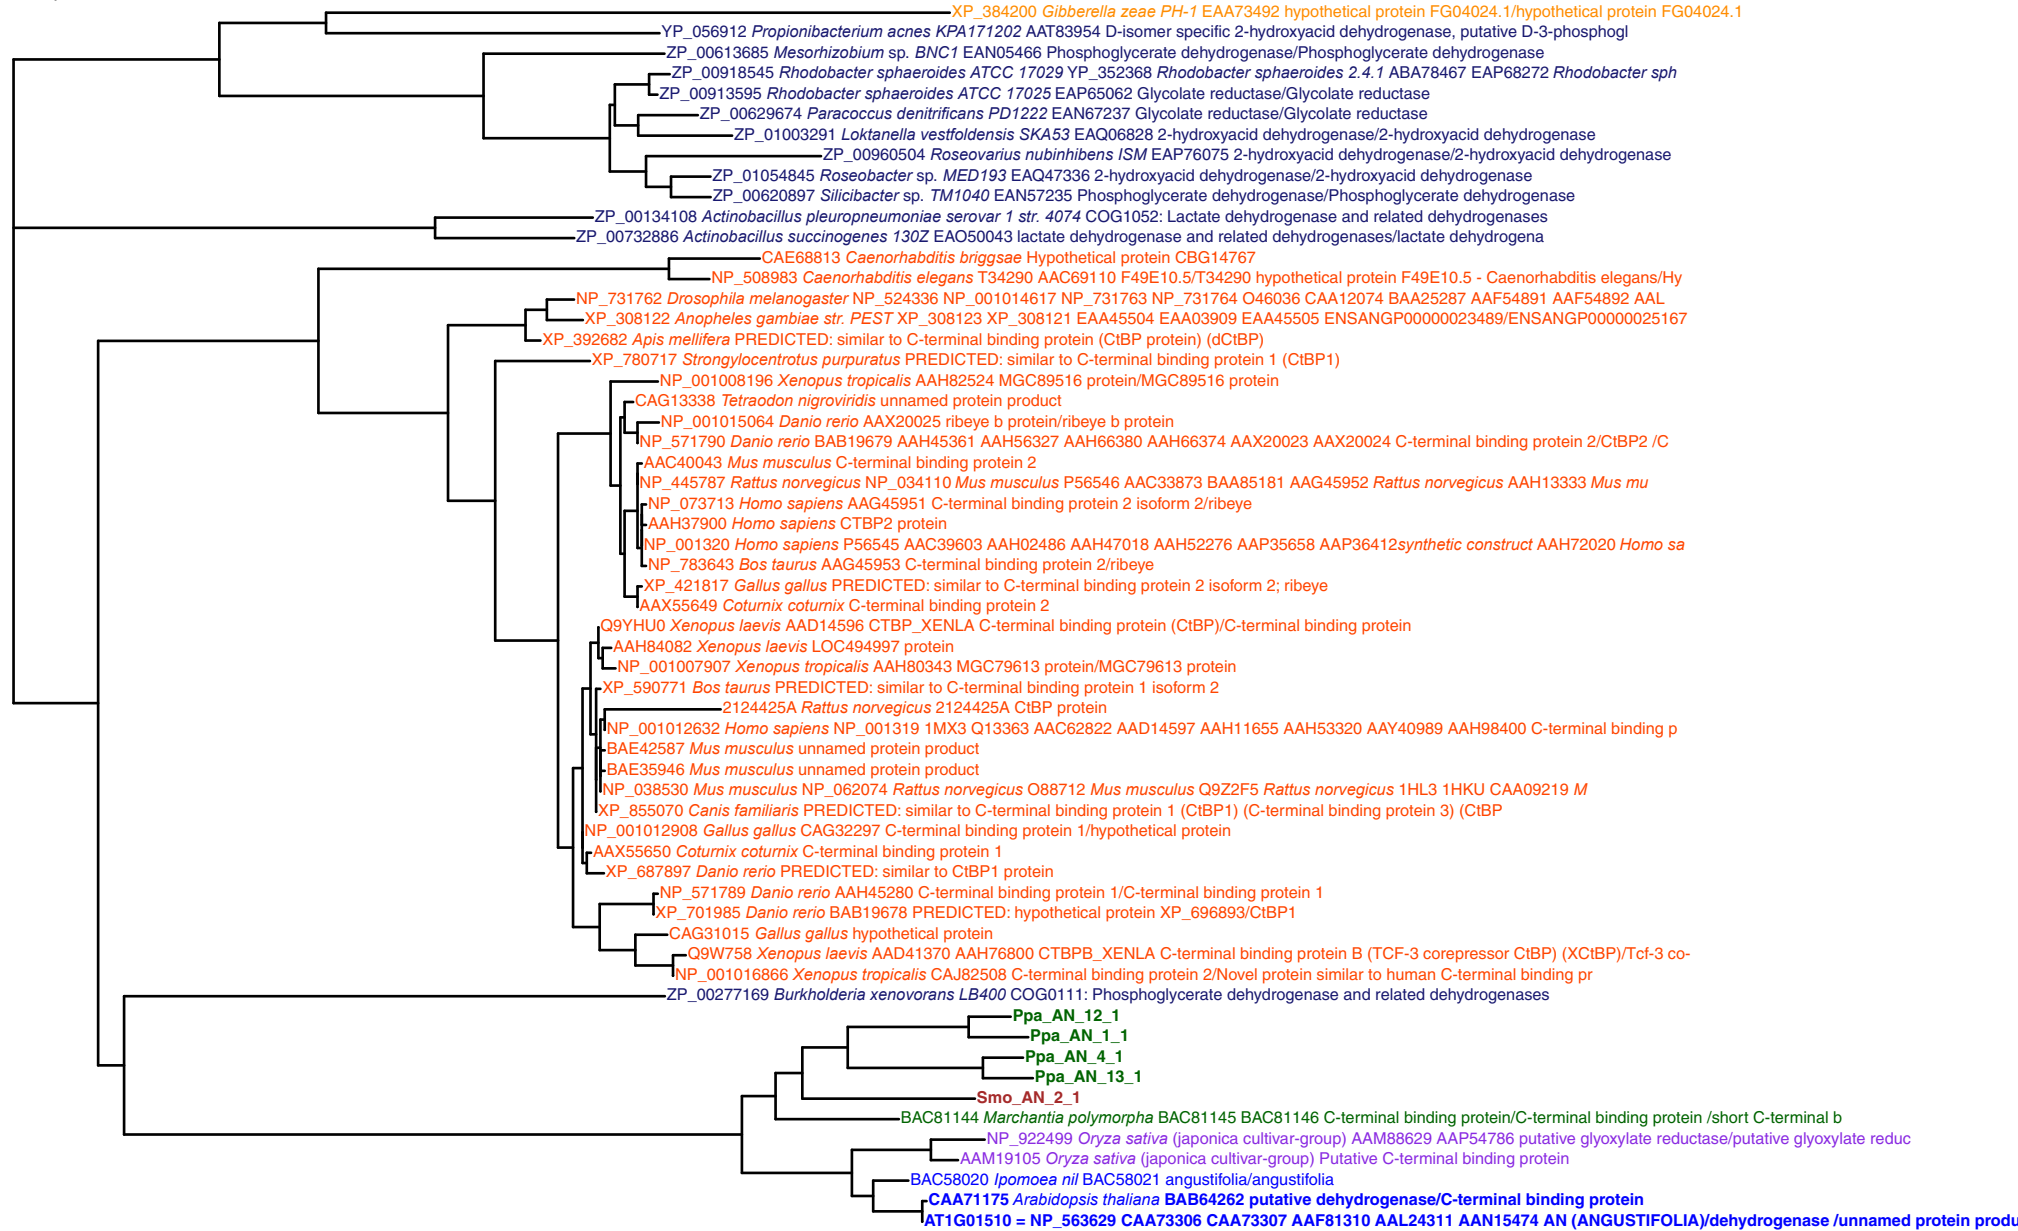 XP_384200 Gibberella zeae PH-1 EAA73492 hypothetical protein FG04024.1/hypothetical protein FG04024.1
YP_056912 Propionibacterium acnes KPA171202 AAT83954 D-isomer specific 2-hydroxyacid dehydrogenase, putative D-3-phosphogl
ZP_00613685 Mesorhizobium sp. BNC1 EAN05466 Phosphoglycerate dehydrogenase/Phosphoglycerate dehydrogenase
ZP_00918545 Rhodobacter sphaeroides ATCC 17029 YP_352368 Rhodobacter sphaeroides 2.4.1 ABA78467 EAP68272 Rhodobacter sph
ZP_00913595 Rhodobacter sphaeroides ATCC 17025 EAP65062 Glycolate reductase/Glycolate reductase
ZP_00629674 Paracoccus denitrificans PD1222 EAN67237 Glycolate reductase/Glycolate reductase
ZP_01003291 Loktanella vestfoldensis SKA53 EAQ06828 2-hydroxyacid dehydrogenase/2-hydroxyacid dehydrogenase
ZP_00960504 Roseovarius nubinhibens ISM EAP76075 2-hydroxyacid dehydrogenase/2-hydroxyacid dehydrogenase
ZP_01054845 Roseobacter sp. MED193 EAQ47336 2-hydroxyacid dehydrogenase/2-hydroxyacid dehydrogenase
ZP_00620897 Silicibacter sp. TM1040 EAN57235 Phosphoglycerate dehydrogenase/Phosphoglycerate dehydrogenase
ZP_00134108 Actinobacillus pleuropneumoniae serovar 1 str. 4074 COG1052: Lactate dehydrogenase and related dehydrogenases
ZP_00732886 Actinobacillus succinogenes 130Z EAO50043 lactate dehydrogenase and related dehydrogenases/lactate dehydrogena
CAE68813 Caenorhabditis briggsae Hypothetical protein CBG14767
NP_508983 Caenorhabditis elegans T34290 AAC69110 F49E10.5/T34290 hypothetical protein F49E10.5 - Caenorhabditis elegans/Hy
NP_731762 Drosophila melanogaster NP_524336 NP_001014617 NP_731763 NP_731764 O46036 CAA12074 BAA25287 AAF54891 AAF54892 AAL
XP_308122 Anopheles gambiae str. PEST XP_308123 XP_308121 EAA45504 EAA03909 EAA45505 ENSANGP00000023489/ENSANGP00000025167
XP_392682 Apis mellifera PREDICTED: similar to C-terminal binding protein (CtBP protein) (dCtBP)
XP_780717 Strongylocentrotus purpuratus PREDICTED: similar to C-terminal binding protein 1 (CtBP1)
NP_001008196 Xenopus tropicalis AAH82524 MGC89516 protein/MGC89516 protein
CAG13338 Tetraodon nigroviridis unnamed protein product
NP_001015064 Danio rerio AAX20025 ribeye b protein/ribeye b protein
NP_571790 Danio rerio BAB19679 AAH45361 AAH56327 AAH66380 AAH66374 AAX20023 AAX20024 C-terminal binding protein 2/CtBP2 /C
AAC40043 Mus musculus C-terminal binding protein 2
NP_445787 Rattus norvegicus NP_034110 Mus musculus P56546 AAC33873 BAA85181 AAG45952 Rattus norvegicus AAH13333 Mus mu
NP_073713 Homo sapiens AAG45951 C-terminal binding protein 2 isoform 2/ribeye
AAH37900 Homo sapiens CTBP2 protein
NP_001320 Homo sapiens P56545 AAC39603 AAH02486 AAH47018 AAH52276 AAP35658 AAP36412synthetic construct AAH72020 Homo sa
NP_783643 Bos taurus AAG45953 C-terminal binding protein 2/ribeye
XP_421817 Gallus gallus PREDICTED: similar to C-terminal binding protein 2 isoform 2; ribeye
AAX55649 Coturnix coturnix C-terminal binding protein 2
Q9YHU0 Xenopus laevis AAD14596 CTBP_XENLA C-terminal binding protein (CtBP)/C-terminal binding protein
AAH84082 Xenopus laevis LOC494997 protein
NP_001007907 Xenopus tropicalis AAH80343 MGC79613 protein/MGC79613 protein
XP_590771 Bos taurus PREDICTED: similar to C-terminal binding protein 1 isoform 2
2124425A Rattus norvegicus 2124425A CtBP protein
NP_001012632 Homo sapiens NP_001319 1MX3 Q13363 AAC62822 AAD14597 AAH11655 AAH53320 AAY40989 AAH98400 C-terminal binding p
BAE42587 Mus musculus unnamed protein product
BAE35946 Mus musculus unnamed protein product
NP_038530 Mus musculus NP_062074 Rattus norvegicus O88712 Mus musculus Q9Z2F5 Rattus norvegicus 1HL3 1HKU CAA09219 M
XP_855070 Canis familiaris PREDICTED: similar to C-terminal binding protein 1 (CtBP1) (C-terminal binding protein 3) (CtBP
NP_001012908 Gallus gallus CAG32297 C-terminal binding protein 1/hypothetical protein
AAX55650 Coturnix coturnix C-terminal binding protein 1
XP_687897 Danio rerio PREDICTED: similar to CtBP1 protein
NP_571789 Danio rerio AAH45280 C-terminal binding protein 1/C-terminal binding protein 1
XP_701985 Danio rerio BAB19678 PREDICTED: hypothetical protein XP_696893/CtBP1
CAG31015 Gallus gallus hypothetical protein
Q9W758 Xenopus laevis AAD41370 AAH76800 CTBPB_XENLA C-terminal binding protein B (TCF-3 corepressor CtBP) (XCtBP)/Tcf-3 co-
NP_001016866 Xenopus tropicalis CAJ82508 C-terminal binding protein 2/Novel protein similar to human C-terminal binding pr
ZP_00277169 Burkholderia xenovorans LB400 COG0111: Phosphoglycerate dehydrogenase and related dehydrogenases
Ppa_AN_12_1
Ppa_AN_1_1
Ppa_AN_4_1
Ppa_AN_13_1
Smo_AN_2_1
BAC81144 Marchantia polymorpha BAC81145 BAC81146 C-terminal binding protein/C-terminal binding protein /short C-terminal b
NP_922499 Oryza sativa (japonica cultivar-group) AAM88629 AAP54786 putative glyoxylate reductase/putative glyoxylate reduc
AAM19105 Oryza sativa (japonica cultivar-group) Putative C-terminal binding protein
BAC58020 Ipomoea nil BAC58021 angustifolia/angustifolia
CAA71175 Arabidopsis thaliana BAB64262 putative dehydrogenase/C-terminal binding protein
AT1G01510 = NP_563629 CAA73306 CAA73307 AAF81310 AAL24311 AAN15474 AN (ANGUSTIFOLIA)/dehydrogenase /unnamed protein produ